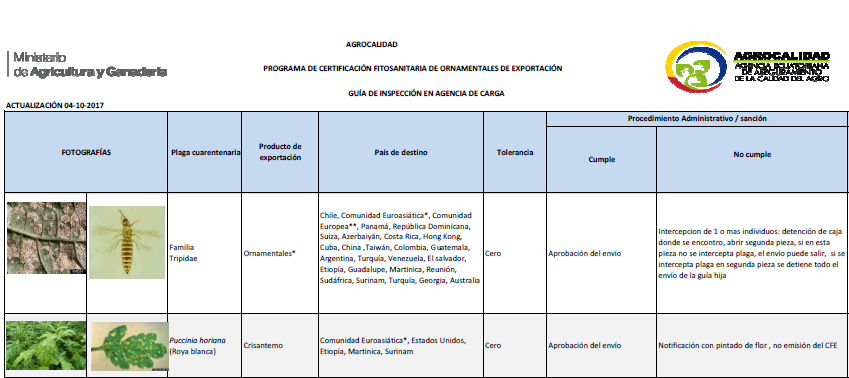 AGROCALIDAD
Ministerio
de Agricultura y Ganadería
PROGRAMA DE CERTIFICACIÓN FITOSANITARIA DE ORNAMENTALES DE EXPORTACIÓN
AGROCALIDAD
AGENCIA ECUATORIANA
DE ASEGURAMIENTO
DE LA CALIDAD DEL AGRO
GUÍA DE INSPECCIÓN EN AGENCIA DE CARGA
ACTUALIZACIÓN 04-10-2017
FOTOGRAFÍAS
Plaga cuarentenaria
Producto de
exportación
País de destino
Tolerancia
Procedimiento Administrativo / sanción
Cumple
No cumple
Familia
Tripidae
Ornamentales*
Chile, Comunidad Euroasiática*, Comunidad
Europea**, Panamá, República Dominicana,
Suiza, Azerbaiyán, Costa Rica, Hong Kong,
Cuba, China ,Taiwán, Colombia, Guatemala,
Argentina, Turquía, Venezuela, El salvador,
Etiopía, Guadalupe, Martinica, Reunión,
Sudáfrica, Surinam, Turquía, Georgia, Australia
Cero
Aprobación del envío
Intercepcion de 1 o mas individuos: detención de caja
donde se encontro, abrir segunda pieza, si en esta
pieza no se intercepta plaga, el envío puede salir, si se
intercepta plaga en segunda pieza se detiene todo el
envío de la guía hija
Puccinia horiana
(Roya blanca)
Crisantemo
Comunidad Euroasiática*, Estados Unidos,
Etiopía, Martinica, Surinam
Cero
Aprobación del envío
Notificación con pintado de flor , no emisión del CFE